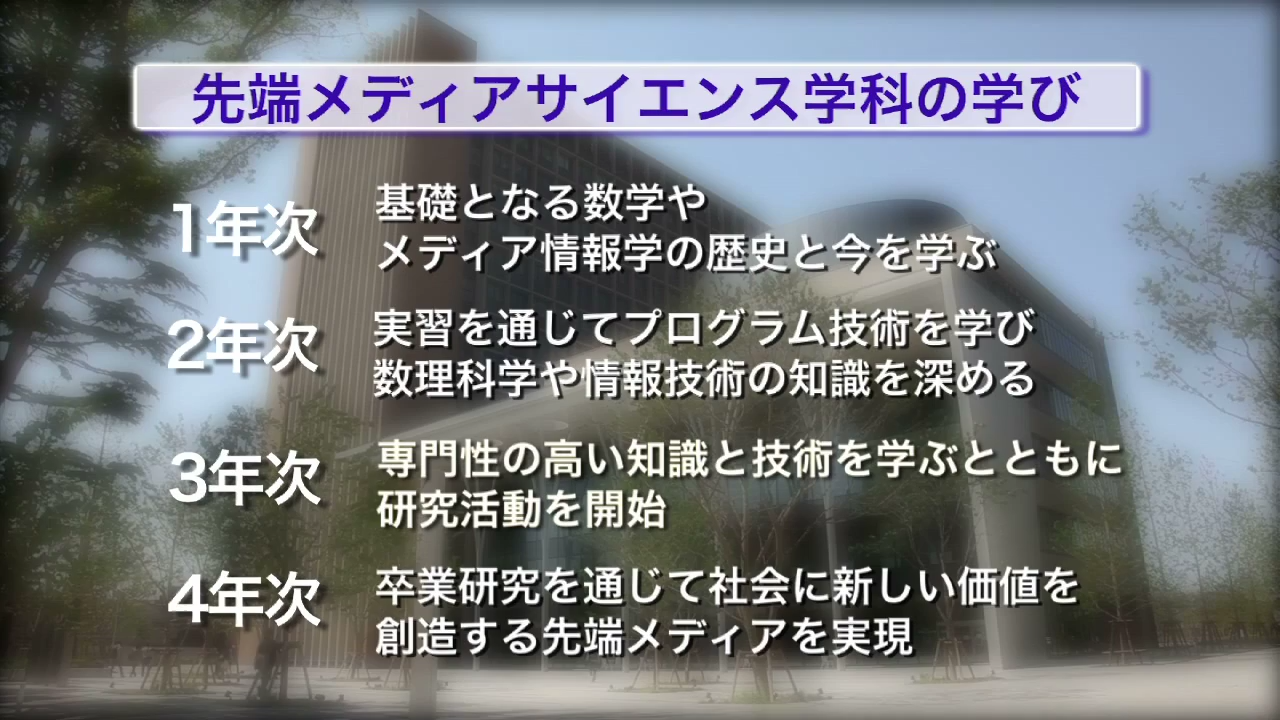 先端メディアサイエンス学科の学び
1年次
基礎となる数学や
メディア情報学の歴史と今を学ぶ
2年次
実習を通じてプログラム技術を学び
数理科学や情報技術の知識を深める
3年次
専門性の高い知識と技術を学ぶとともに
研究活動を開始
4年次
卒業研究を通じて社会に新しい価値を
創造する先端メディアを実現